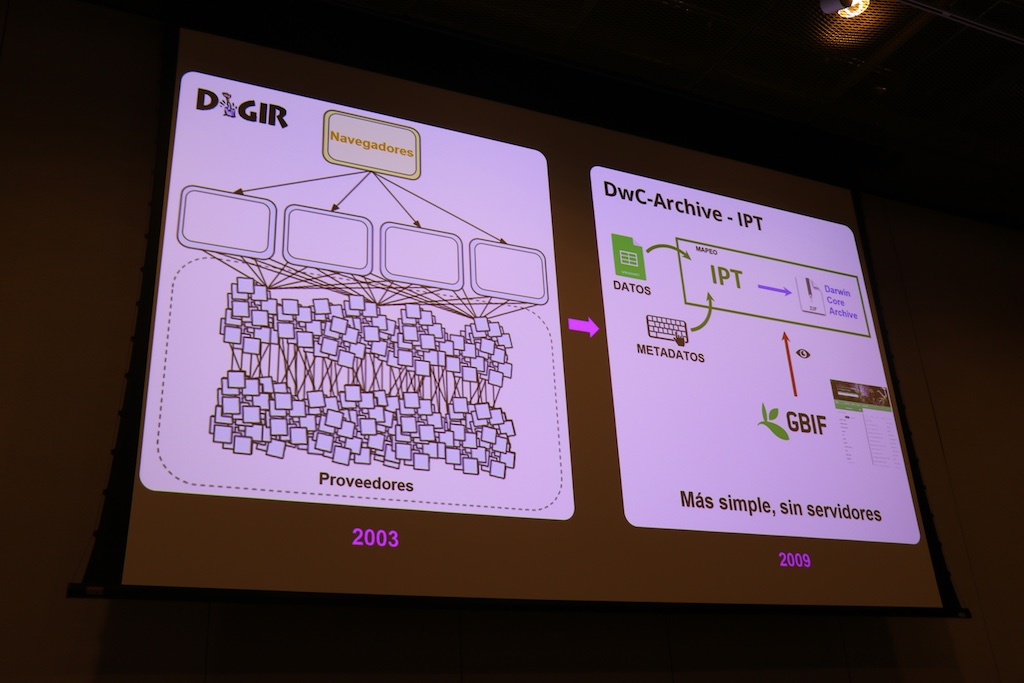 DiGIR
Navegadores
Proveedores
2003
DwC-Archive - IPT
MAPEO
IPT
DATOS
METADATOS
Darwin
Core
Archive
GBIF
Más simple, sin servidores
2009